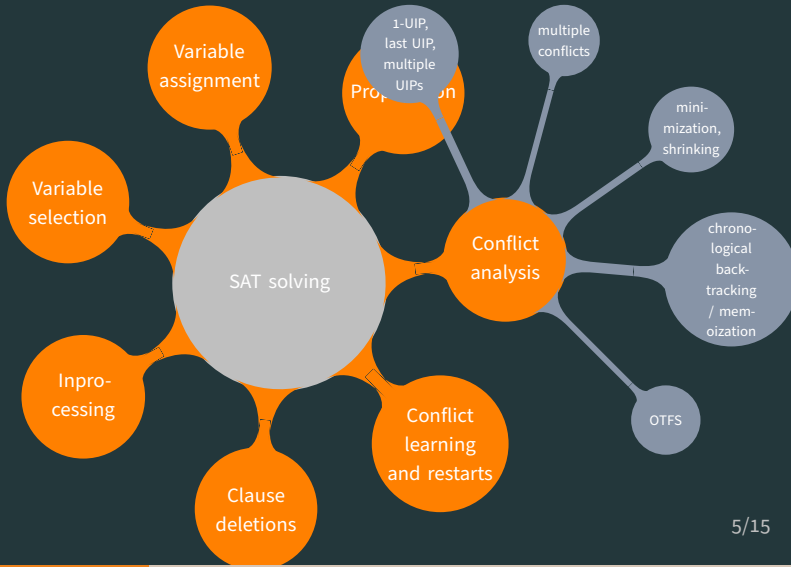 Variable
assignment
1-UIP,
last UIP,
multiple
UIPs
multiple
conflicts
mini-
mization,
shrinking
Variable
selection
Conflict
analysis
chrono-
logical
back-
tracking
/ mem-
oization
SAT solving
Inpro-
cessing
Conflict
learning
and restarts
OTFS
Clause
deletions
5/15